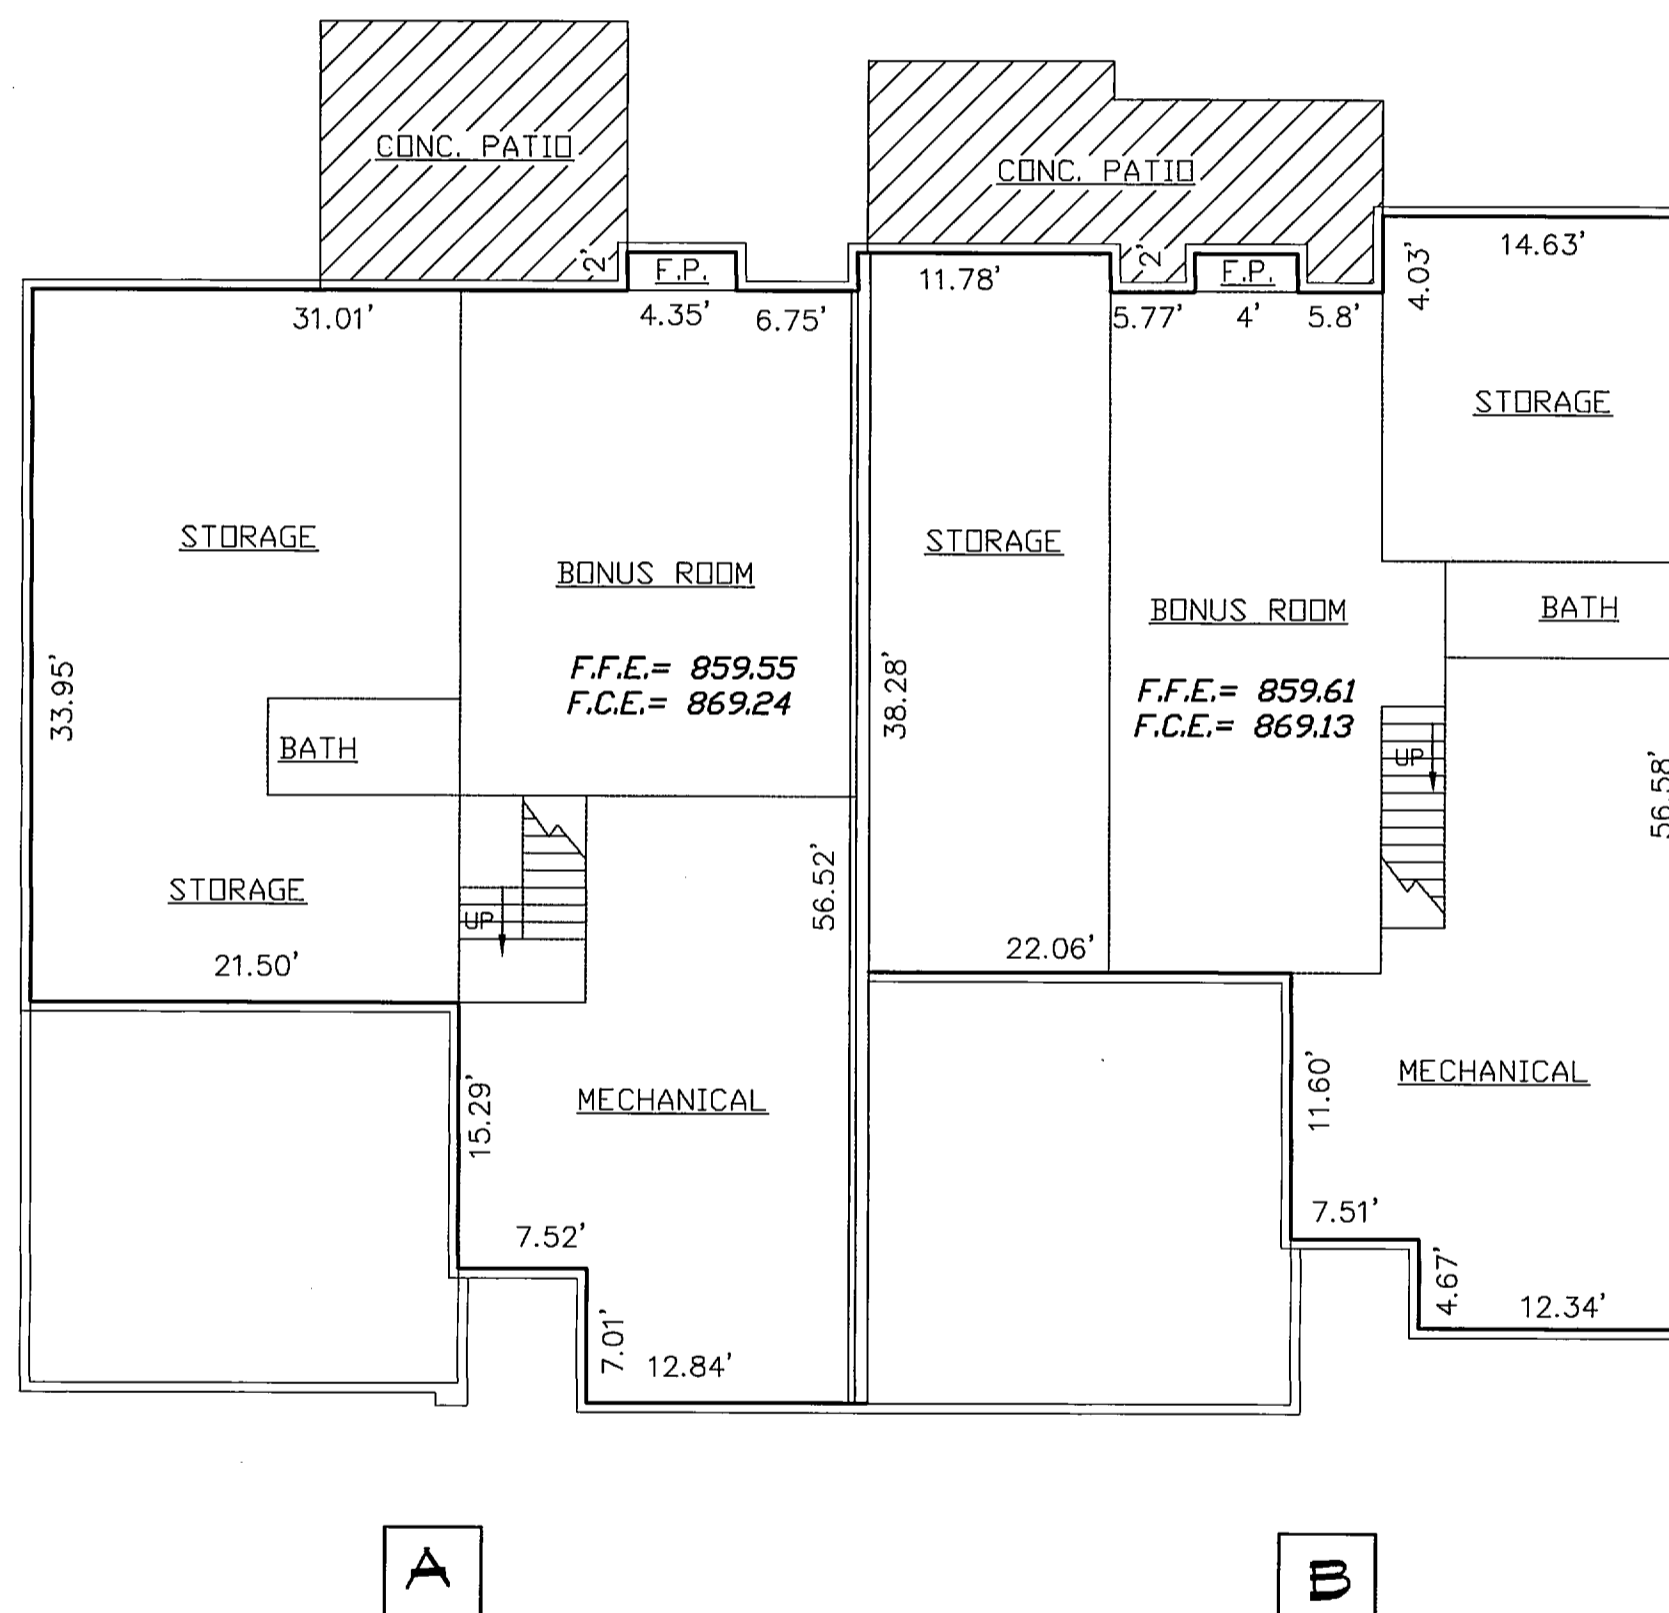 CONC. PATIO
2'
F.P.
31.01'
4.35'
6.75'
STORAGE
BONUS ROOM
F.F.E.= 859.55
F.C.E.= 869.24
33.95'
BATH
STORAGE
UP
56.52'
21.50'
15.29'
MECHANICAL
7.52'
7.01'
12.84'
A
CONC. PATIO
2'
F.P.
11.78'
5.77'
4'
5.8'
4.03'
14.63'
STORAGE
STORAGE
BONUS ROOM
BATH
F.F.E.= 859.61
F.C.E.= 869.13
38.28'
UP
56.58'
22.06'
11.60'
MECHANICAL
7.51'
4.67'
12.34'
B